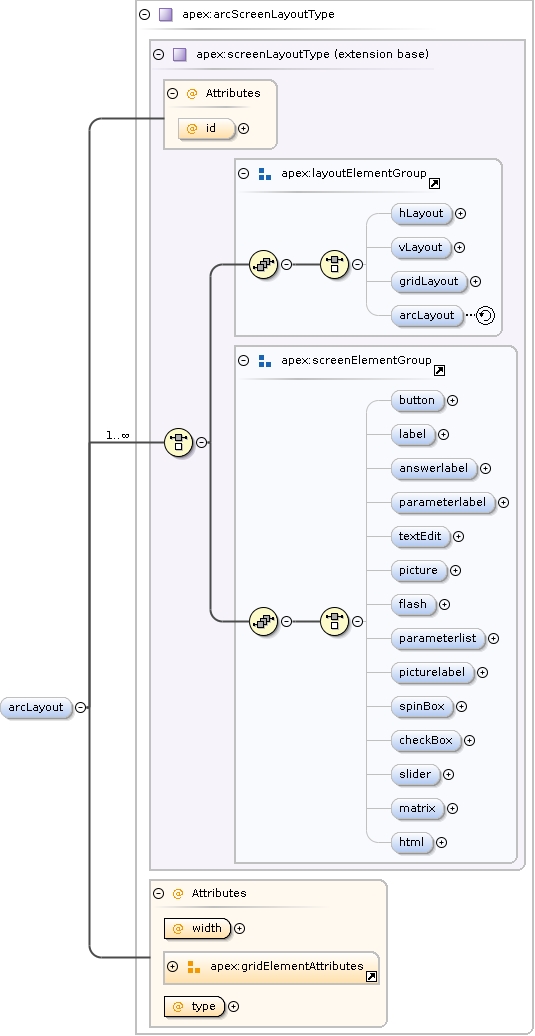 apex:arcScreenLayoutType
apex:screenLayoutType (extension base)
@ Attributes
@ id
apex:layoutElementGroup
hLayout
vLayout
gridLayout
arcLayout
apex:screenElementGroup
button
label
1..∞
answerlabel
parameterlabel
textEdit
picture
flash
parameterlist
picturelabel
arcLayout
spinBox
checkBox
slider
matrix
html
@ Attributes
@ width
apex:gridElementAttributes
@ type